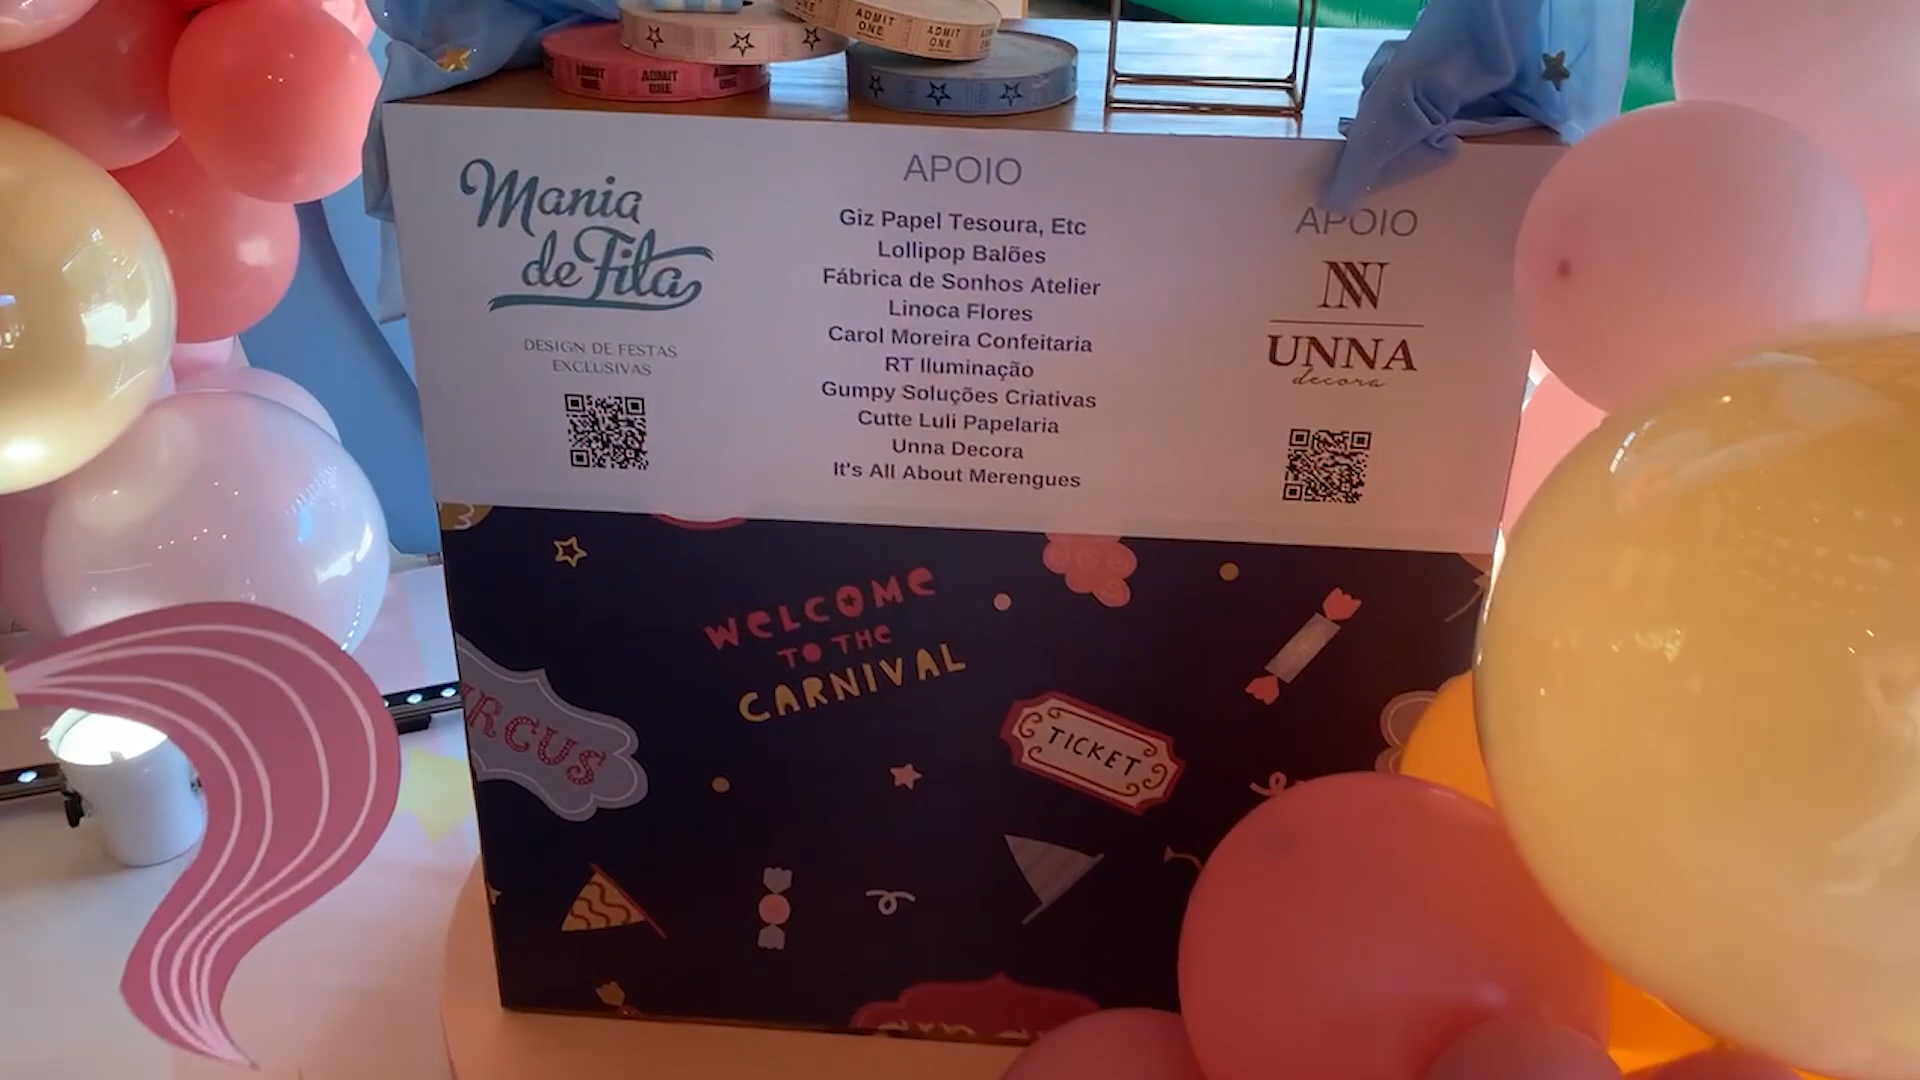 ADMIT ONE
ADMIT ONE
ADMIT ONE
ADMIT ONE
Mania
de Fita
DESIGN DE FESTAS
EXCLUSIVAS
APOIO
Giz Papel Tesoura, Etc
Lollipop Balões
Fábrica de Sonhos Atelier
Linoca Flores
Carol Moreira Confeitaria
RT Iluminação
Gumpy Soluções Criativas
Cutte Luli Papelaria
Unna Decora
It's All About Merengues
APOIO
N
UNNA
decora
WELCOME
TO THE
CARNIVAL
RCUS
TICKET